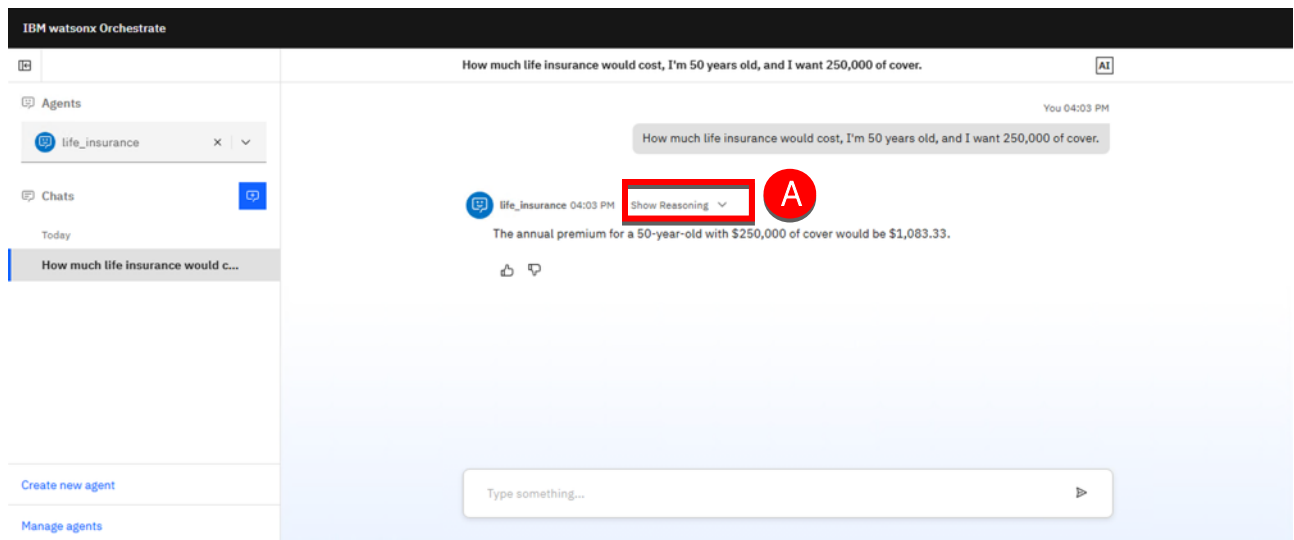 IBM watsonx Orchestrate
How much life insurance would cost, I'm 50 years old, and I want 250,000 of cover.
AI
Agents
life_insurance
Chats
Today
How much life insurance would c...
Create new agent
Manage agents
You 04:03 PM
How much life insurance would cost, I'm 50 years old, and I want 250,000 of cover.
life_insurance 04:03 PM Show Reasoning
A
The annual premium for a 50-year-old with $250,000 of cover would be $1,083.33.
Type something...